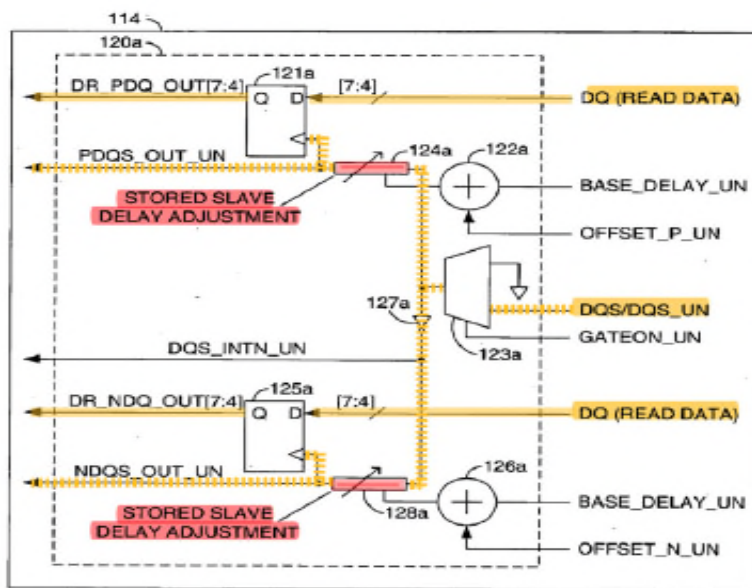 114
120a
121a
DR_PDQ_OUT[7:4]
Q D
[7:4]
DQ (READ DATA)
PDQS_OUT_UN
124a
122a
STORED SLAVE
DELAY ADJUSTMENT
+
BASE_DELAY_UN
OFFSET_P_UN
127a
DQS/DQS_UN
GATEON_UN
123a
DQS_INTN_UN
125a
DR_NDQ_OUT[7:4]
Q D
[7:4]
DQ (READ DATA)
126a
NDQS_OUT_UN
STORED SLAVE
DELAY ADJUSTMENT
128a
+
BASE_DELAY_UN
OFFSET_N_UN